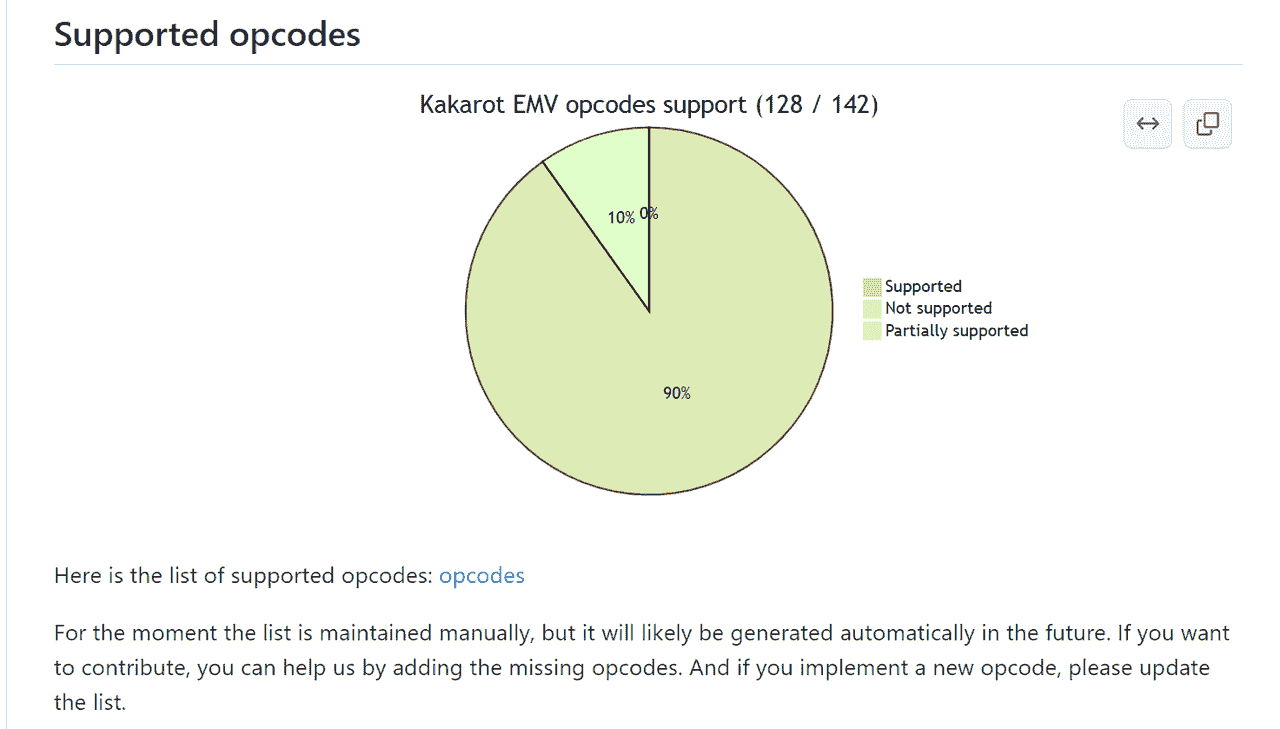 Supported opcodes
Kakarot EMV opcodes support (128 / 142)
10%
0%
90%
Supported
Not supported
Partially supported
Here is the list of supported opcodes: opcodes
For the moment the list is maintained manually, but it will likely be generated automatically in the future. If you want
to contribute, you can help us by adding the missing opcodes. And if you implement a new opcode, please update
the list.